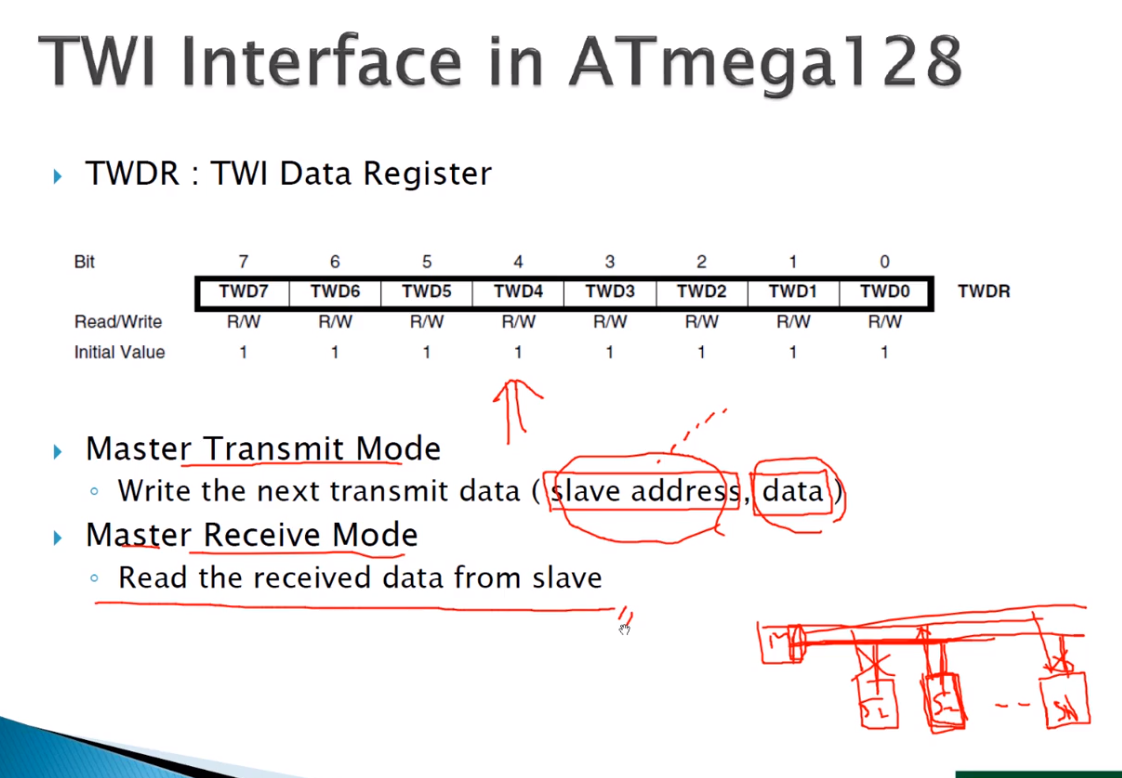 TWI Interface in ATmega128
TWDR : TWI Data Register
Bit 7 6 5 4 3 2 1 0
TWD7 TWD6 TWD5 TWD4 TWD3 TWD2 TWD1 TWD0 TWDR
Read/Write R/W R/W R/W R/W R/W R/W R/W R/W
Initial Value 1 1 1 1 1 1 1 1
Master Transmit Mode
Write the next transmit data ( slave address, data )
Master Receive Mode
Read the received data from slave
M
SN